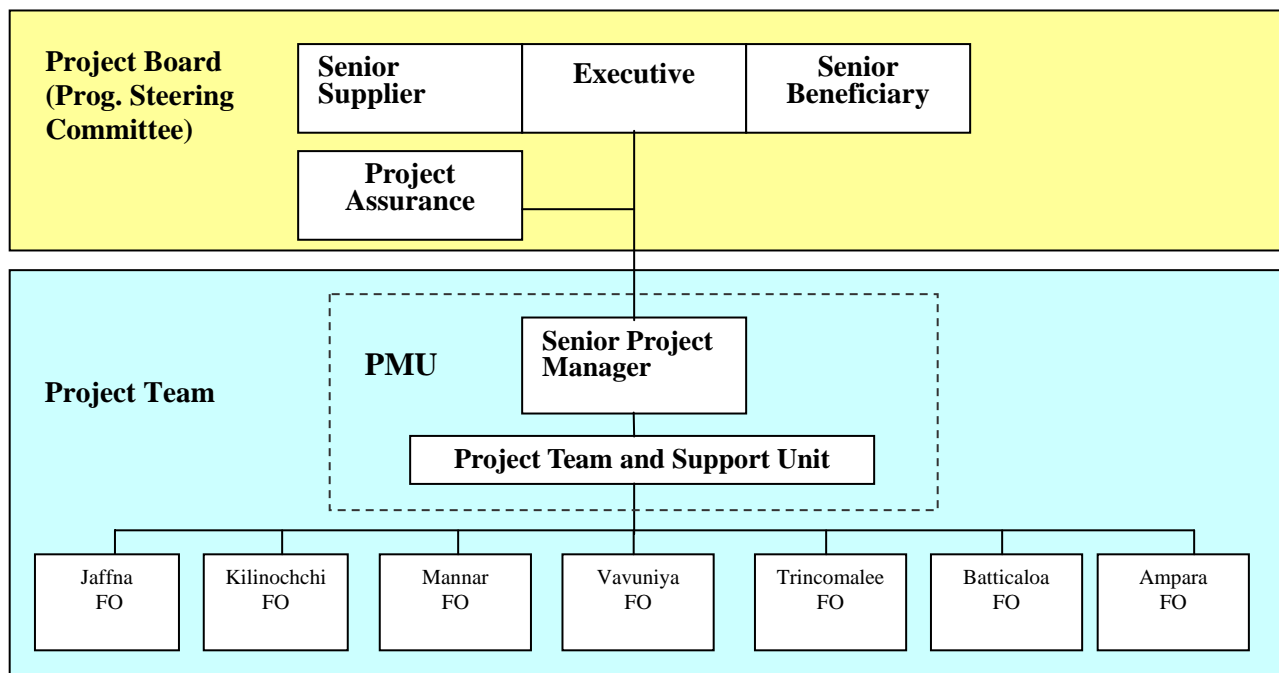 Project Board
(Prog. Steering
Committee)
Senior
Supplier
Executive
Senior
Beneficiary
Project
Assurance
Project Team
PMU
Senior Project
Manager
Project Team and Support Unit
Jaffna
FO
Kilinochchi
FO
Mannar
FO
Vavuniya
FO
Trincomalee
FO
Batticaloa
FO
Ampara
FO